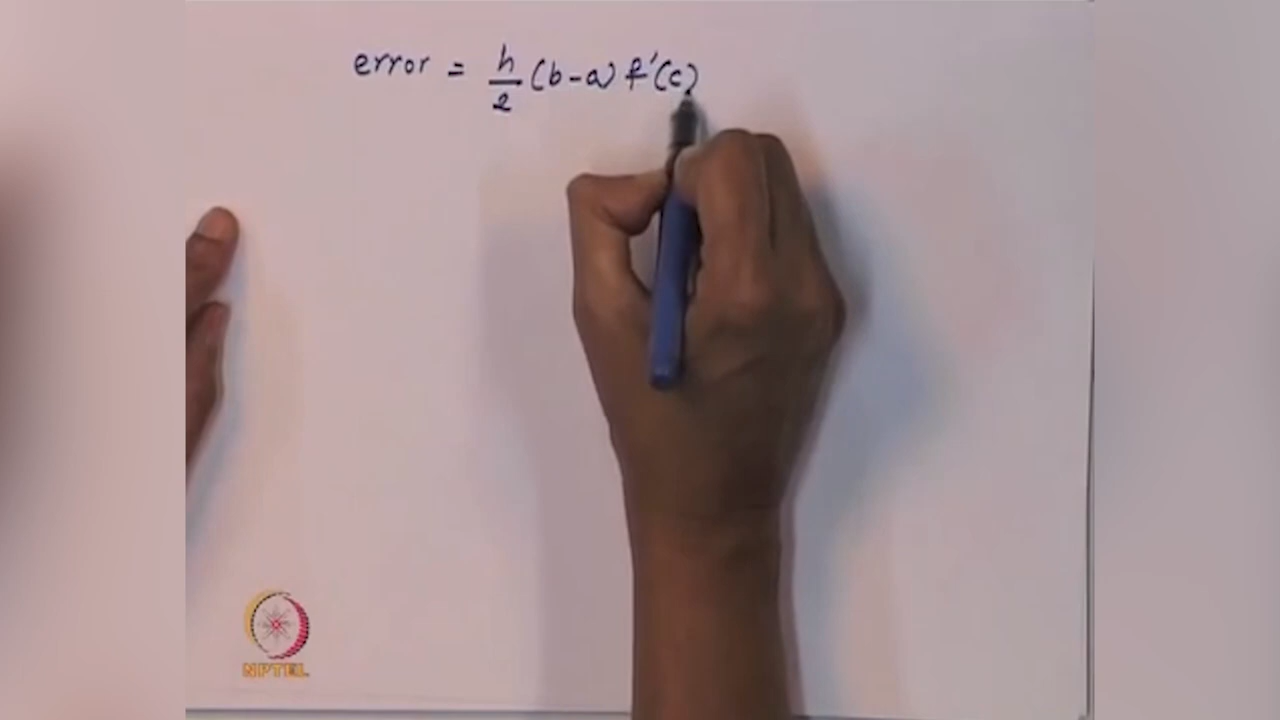 error = h/2 (b-a) f'(c)
NPTEL